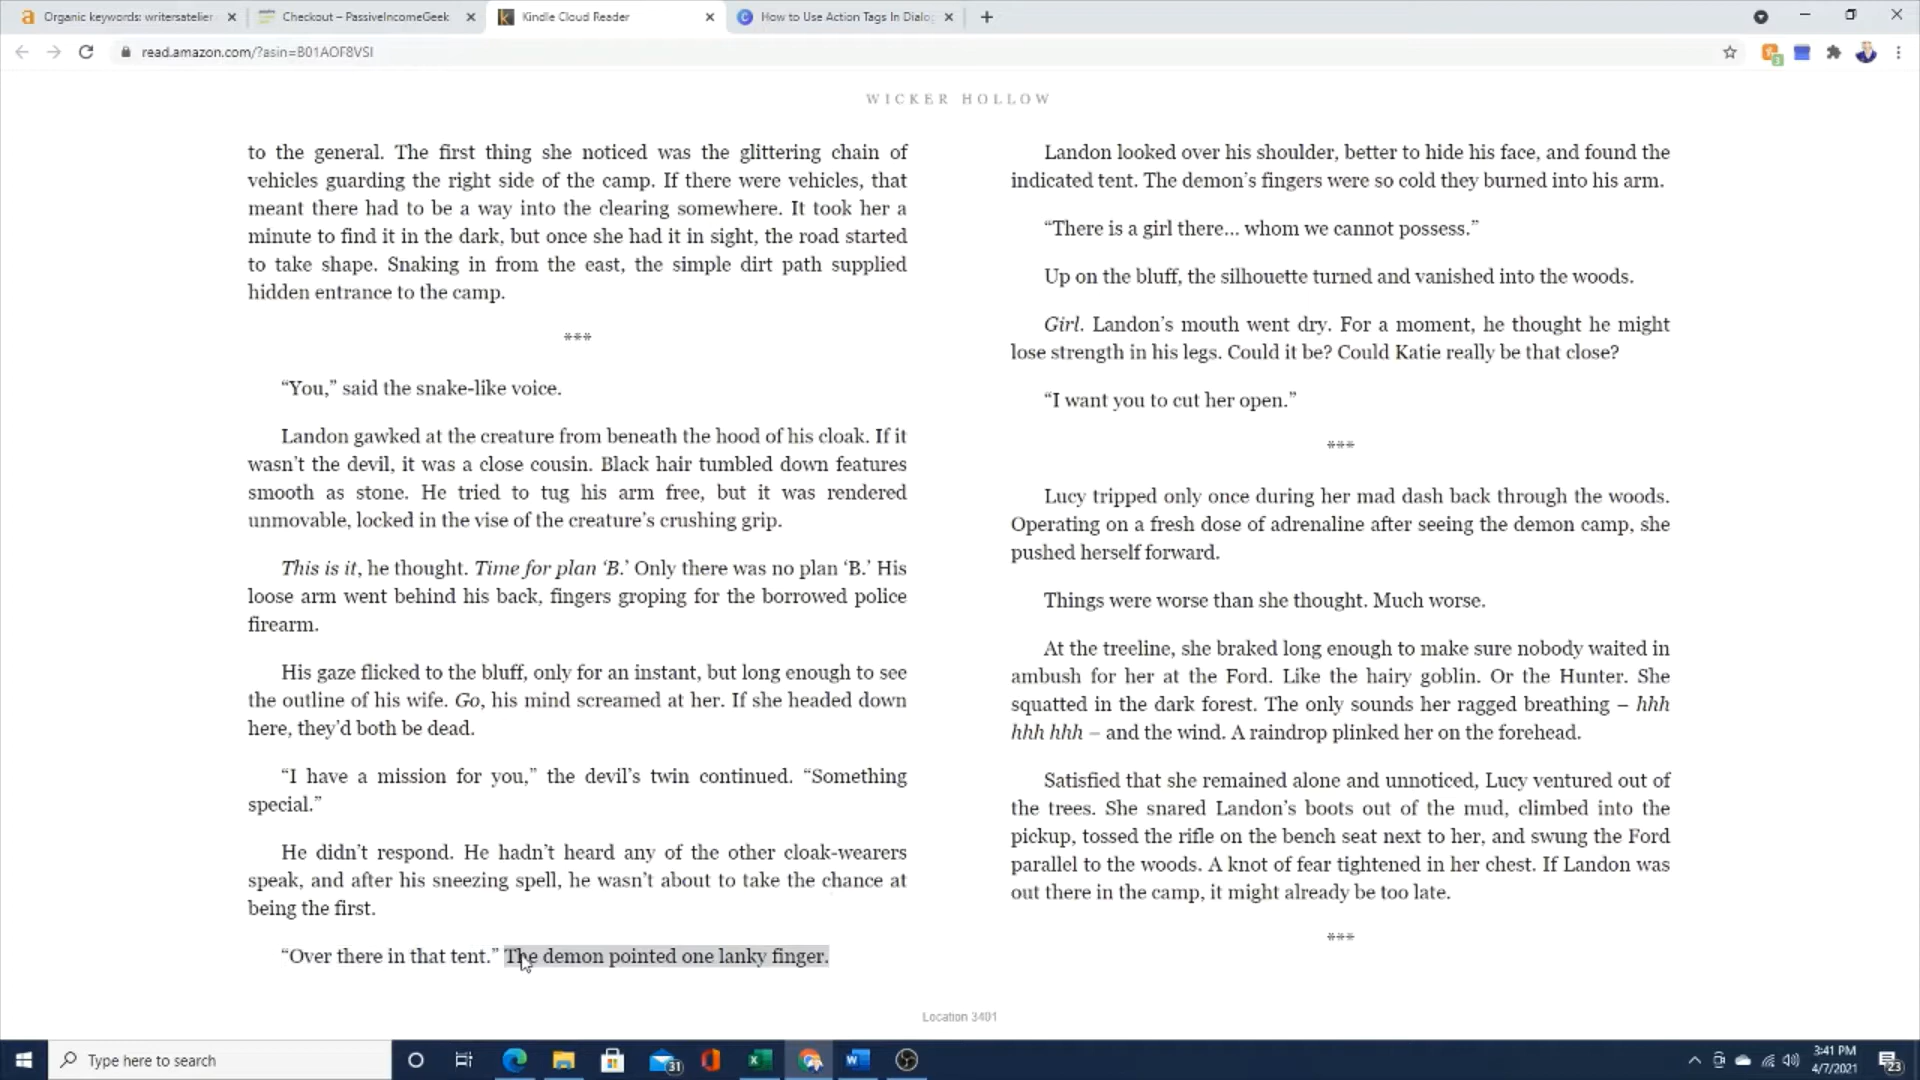 Organic keywords: writersatelier
Checkout – PassiveIncomeGeek
Kindle Cloud Reader
How to Use Action Tags In Dialo
read.amazon.com/?asin=B01AOF8VSI
3
WICKER HOLLOW
to the general. The first thing she noticed was the glittering chain of
vehicles guarding the right side of the camp. If there were vehicles, that
meant there had to be a way into the clearing somewhere. It took her a
minute to find it in the dark, but once she had it in sight, the road started
to take shape. Snaking in from the east, the simple dirt path supplied
hidden entrance to the camp.
***
“You,” said the snake-like voice.
Landon gawked at the creature from beneath the hood of his cloak. If it
wasn’t the devil, it was a close cousin. Black hair tumbled down features
smooth as stone. He tried to tug his arm free, but it was rendered
unmovable, locked in the vise of the creature’s crushing grip.
This is it, he thought. Time for plan ‘B.’ Only there was no plan ‘B.’ His
loose arm went behind his back, fingers groping for the borrowed police
firearm.
His gaze flicked to the bluff, only for an instant, but long enough to see
the outline of his wife. Go, his mind screamed at her. If she headed down
here, they’d both be dead.
“I have a mission for you,” the devil’s twin continued. “Something
special.”
He didn’t respond. He hadn’t heard any of the other cloak-wearers
speak, and after his sneezing spell, he wasn’t about to take the chance at
being the first.
“Over there in that tent.” The demon pointed one lanky finger.
Landon looked over his shoulder, better to hide his face, and found the
indicated tent. The demon’s fingers were so cold they burned into his arm.
“There is a girl there... whom we cannot possess.”
Up on the bluff, the silhouette turned and vanished into the woods.
Girl. Landon’s mouth went dry. For a moment, he thought he might
lose strength in his legs. Could it be? Could Katie really be that close?
“I want you to cut her open.”
***
Lucy tripped only once during her mad dash back through the woods.
Operating on a fresh dose of adrenaline after seeing the demon camp, she
pushed herself forward.
Things were worse than she thought. Much worse.
At the treeline, she braked long enough to make sure nobody waited in
ambush for her at the Ford. Like the hairy goblin. Or the Hunter. She
squatted in the dark forest. The only sounds her ragged breathing – hhh
hhh hhh – and the wind. A raindrop plinked her on the forehead.
Satisfied that she remained alone and unnoticed, Lucy ventured out of
the trees. She snared Landon’s boots out of the mud, climbed into the
pickup, tossed the rifle on the bench seat next to her, and swung the Ford
parallel to the woods. A knot of fear tightened in her chest. If Landon was
out there in the camp, it might already be too late.
***
Location 3401
Type here to search
31
3:41 PM
4/7/2021
23